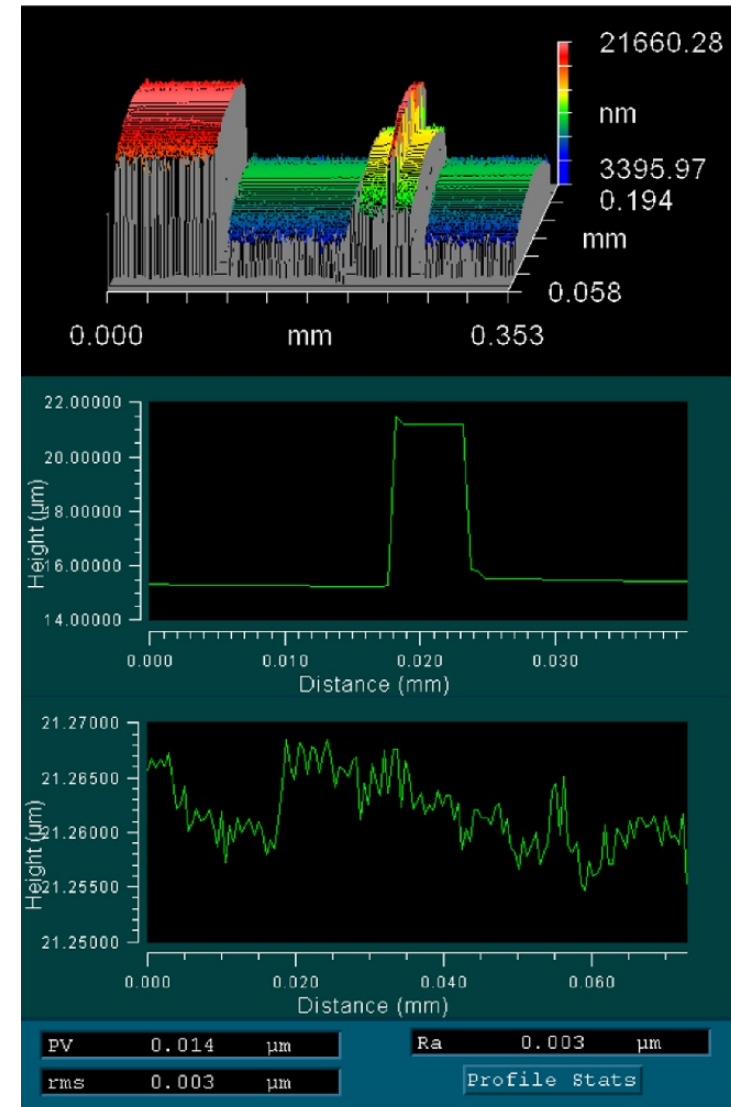 21660.28
nm
3395.97
0.194
mm
0.058
0.000 mm 0.353
22.00000
20.00000
18.00000
16.00000
14.00000
Height (µm)
0.000 0.010 0.020 0.030
Distance (mm)
21.27000
21.26500
21.26000
21.25500
21.25000
Height (µm)
0.000 0.020 0.040 0.060
Distance (mm)
PV 0.014 µm Ra 0.003 µm
rms 0.003 µm Profile Stats